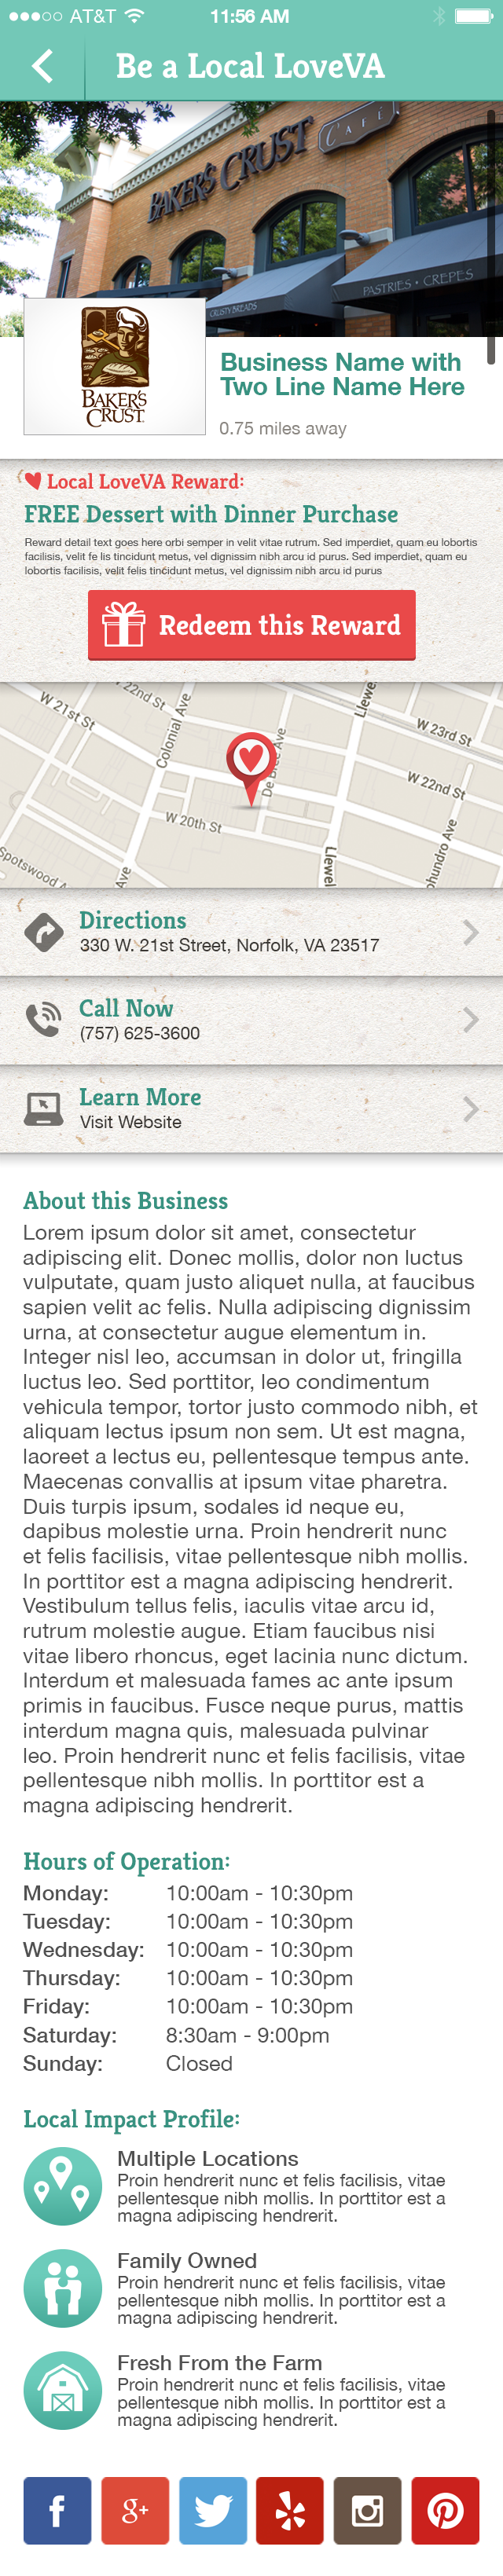 AT&T 11:56 AM
Be a Local LoveVA
BAKER'S CRUST
CAFÉ
CRUSTY BREADS
PASTRIES · CREPES
BAKER'S
CRUST
Business Name with
Two Line Name Here
0.75 miles away
Local LoveVA Reward:
FREE Dessert with Dinner Purchase
Reward detail text goes here orbi semper in velit vitae rutrum. Sed imperdiet, quam eu lobortis
facilisis, velit fe lis tincidunt metus, vel dignissim nibh arcu id purus. Sed imperdiet, quam eu
lobortis facilisis, velit felis tincidunt metus, vel dignissim nibh arcu id purus
Redeem this Reward
W 21st St
22nd St
Colonial Ave
Llewe
W 23rd St
De Ave
W 22nd St
W 20th St
Spotswood A
Ave
Llewel
phundro Ave
Directions
330 W. 21st Street, Norfolk, VA 23517
Call Now
(757) 625-3600
Learn More
Visit Website
About this Business
Lorem ipsum dolor sit amet, consectetur
adipiscing elit. Donec mollis, dolor non luctus
vulputate, quam justo aliquet nulla, at faucibus
sapien velit ac felis. Nulla adipiscing dignissim
urna, at consectetur augue elementum in.
Integer nisl leo, accumsan in dolor ut, fringilla
luctus leo. Sed porttitor, leo condimentum
vehicula tempor, tortor justo commodo nibh, et
aliquam lectus ipsum non sem. Ut est magna,
laoreet a lectus eu, pellentesque tempus ante.
Maecenas convallis at ipsum vitae pharetra.
Duis turpis ipsum, sodales id neque eu,
dapibus molestie urna. Proin hendrerit nunc
et felis facilisis, vitae pellentesque nibh mollis.
In porttitor est a magna adipiscing hendrerit.
Vestibulum tellus felis, iaculis vitae arcu id,
rutrum molestie augue. Etiam faucibus nisi
vitae libero rhoncus, eget lacinia nunc dictum.
Interdum et malesuada fames ac ante ipsum
primis in faucibus. Fusce neque purus, mattis
interdum magna quis, malesuada pulvinar
leo. Proin hendrerit nunc et felis facilisis, vitae
pellentesque nibh mollis. In porttitor est a
magna adipiscing hendrerit.
Hours of Operation:
Monday: 10:00am - 10:30pm
Tuesday: 10:00am - 10:30pm
Wednesday: 10:00am - 10:30pm
Thursday: 10:00am - 10:30pm
Friday: 10:00am - 10:30pm
Saturday: 8:30am - 9:00pm
Sunday: Closed
Local Impact Profile:
Multiple Locations
Proin hendrerit nunc et felis facilisis, vitae
pellentesque nibh mollis. In porttitor est a
magna adipiscing hendrerit.
Family Owned
Proin hendrerit nunc et felis facilisis, vitae
pellentesque nibh mollis. In porttitor est a
magna adipiscing hendrerit.
Fresh From the Farm
Proin hendrerit nunc et felis facilisis, vitae
pellentesque nibh mollis. In porttitor est a
magna adipiscing hendrerit.
f g+